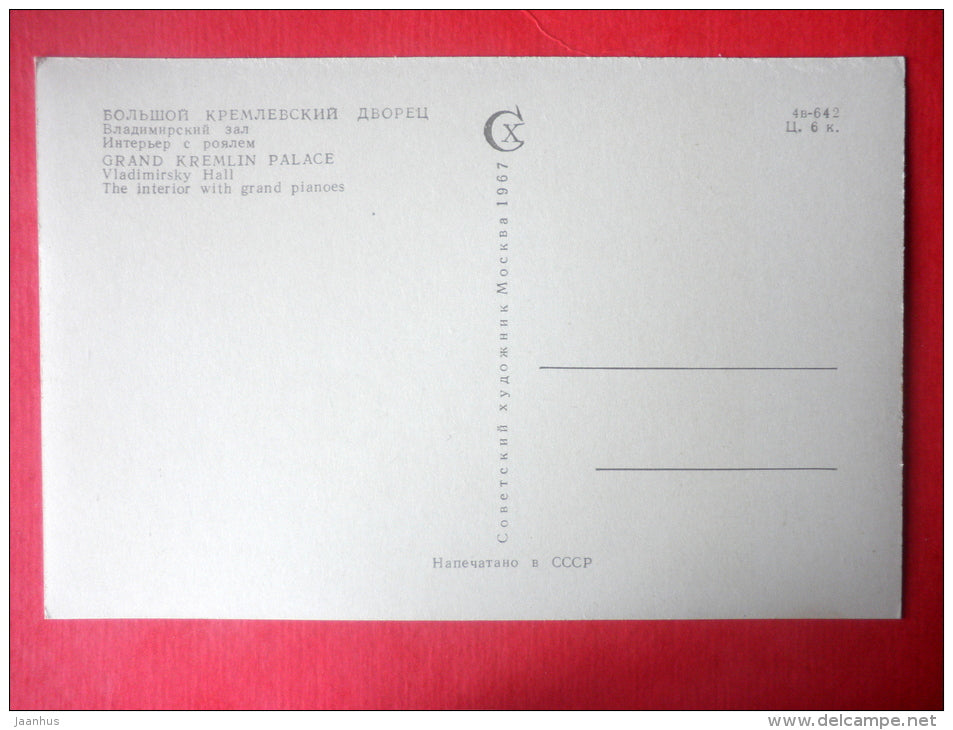 БОЛЬШОЙ КРЕМЛЕВСКИЙ ДВОРЕЦ
Владимирский зал
Интерьер с роялем
GRAND KREMLIN PALACE
Vladimirsky Hall
The interior with grand pianoes
СХ
4в-642
Ц. 6 к.
Советский художник Москва 1967
Напечатано в СССР
jaanhus
www.delcampe.net